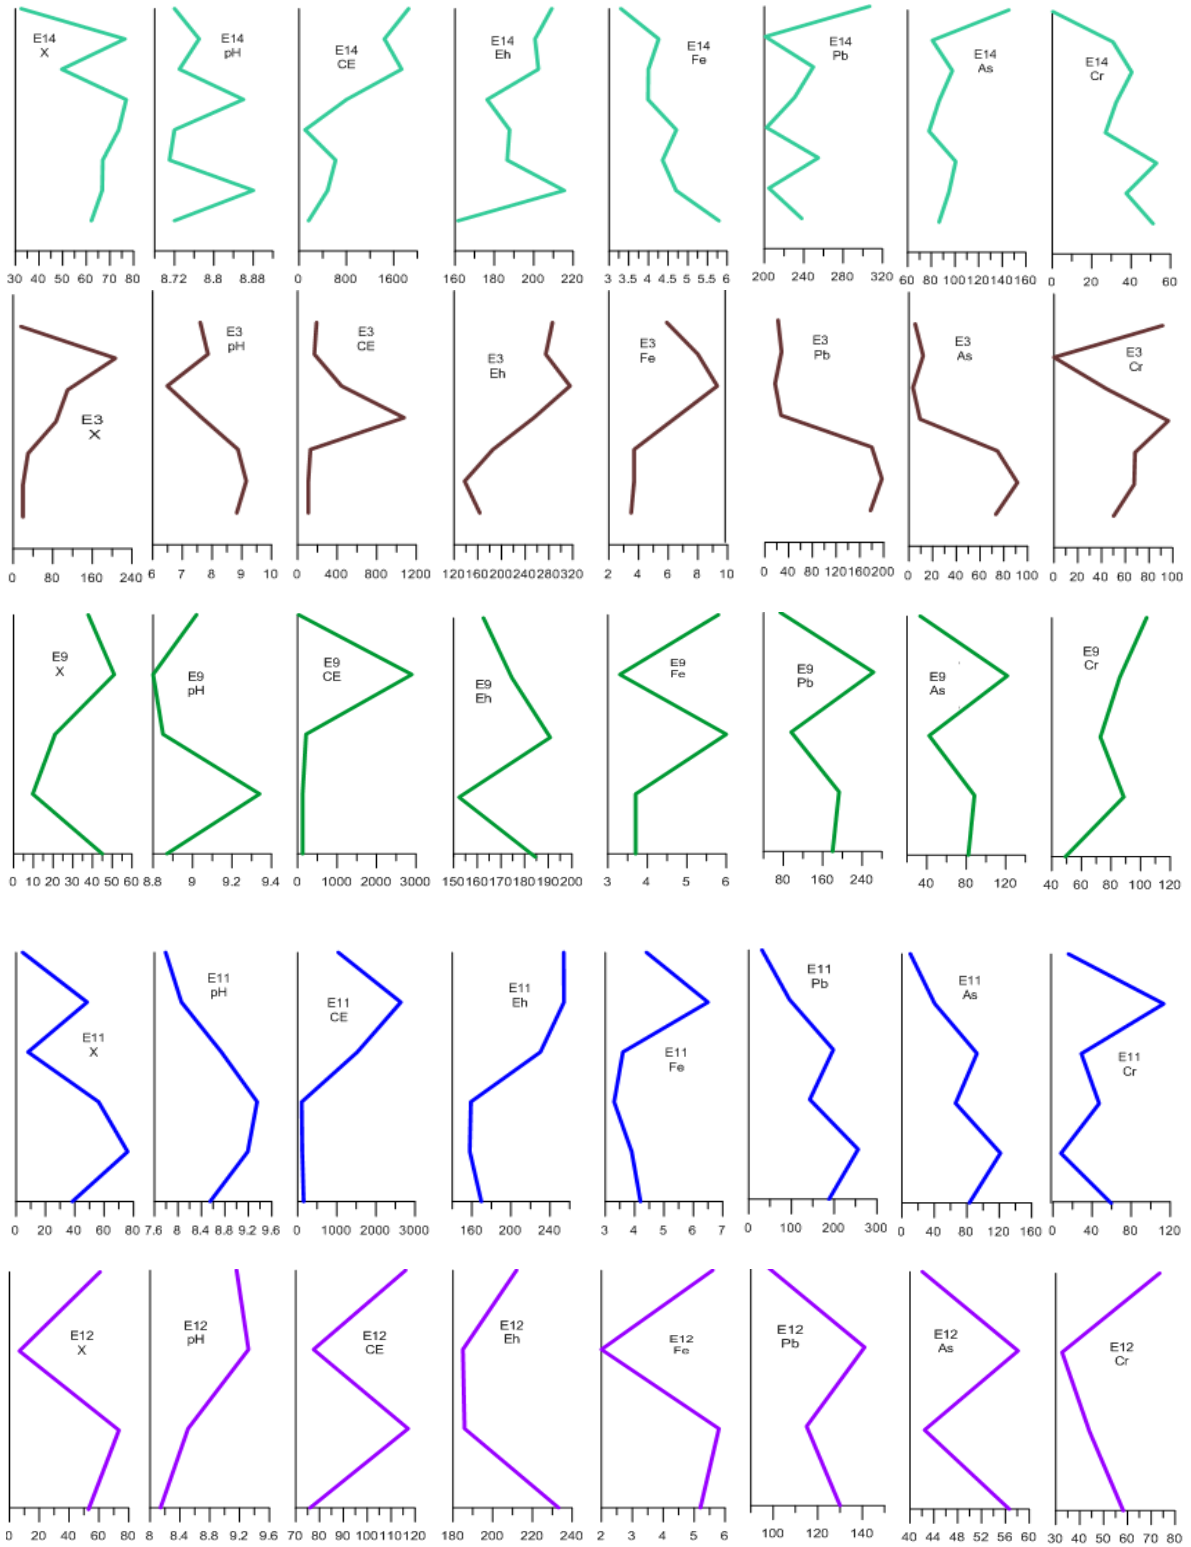 E14 X
E14 pH
E14 CE
E14 Eh
E14 Fe
E14 Pb
E14 As
E14 Cr
30 40 50 60 70 80
8.72 8.8 8.88
0 800 1600
160 180 200 220
3 3.5 4 4.5 5 5.5 6
200 240 280 320
60 80 100 120 140 160
0 20 40 60
E3 X
E3 pH
E3 CE
E3 Eh
E3 Fe
E3 Pb
E3 As
E3 Cr
0 80 160 240
6 7 8 9 10
0 400 800 1200
120 160 200 240 280 320
2 4 6 8 10
0 40 80 120 160 200
0 20 40 60 80 100
0 20 40 60 80 100
E9 X
E9 pH
E9 CE
E9 Eh
E9 Fe
E9 Pb
E9 As
E9 Cr
0 10 20 30 40 50 60
8.8 9 9.2 9.4
0 1000 2000 3000
150 160 170 180 190 200
3 4 5 6
80 160 240
40 80 120
40 60 80 100 120
E11 X
E11 pH
E11 CE
E11 Eh
E11 Fe
E11 Pb
E11 As
E11 Cr
0 20 40 60 80
7.6 8 8.4 8.8 9.2 9.6
0 1000 2000 3000
160 200 240
3 4 5 6 7
0 100 200 300
0 40 80 120 160
0 40 80 120
E12 X
E12 pH
E12 CE
E12 Eh
E12 Fe
E12 Pb
E12 As
E12 Cr
0 20 40 60 80
8 8.4 8.8 9.2 9.6
70 80 90 100 110 120
180 200 220 240
2 3 4 5 6
100 120 140
40 44 48 52 56 60
30 40 50 60 70 80